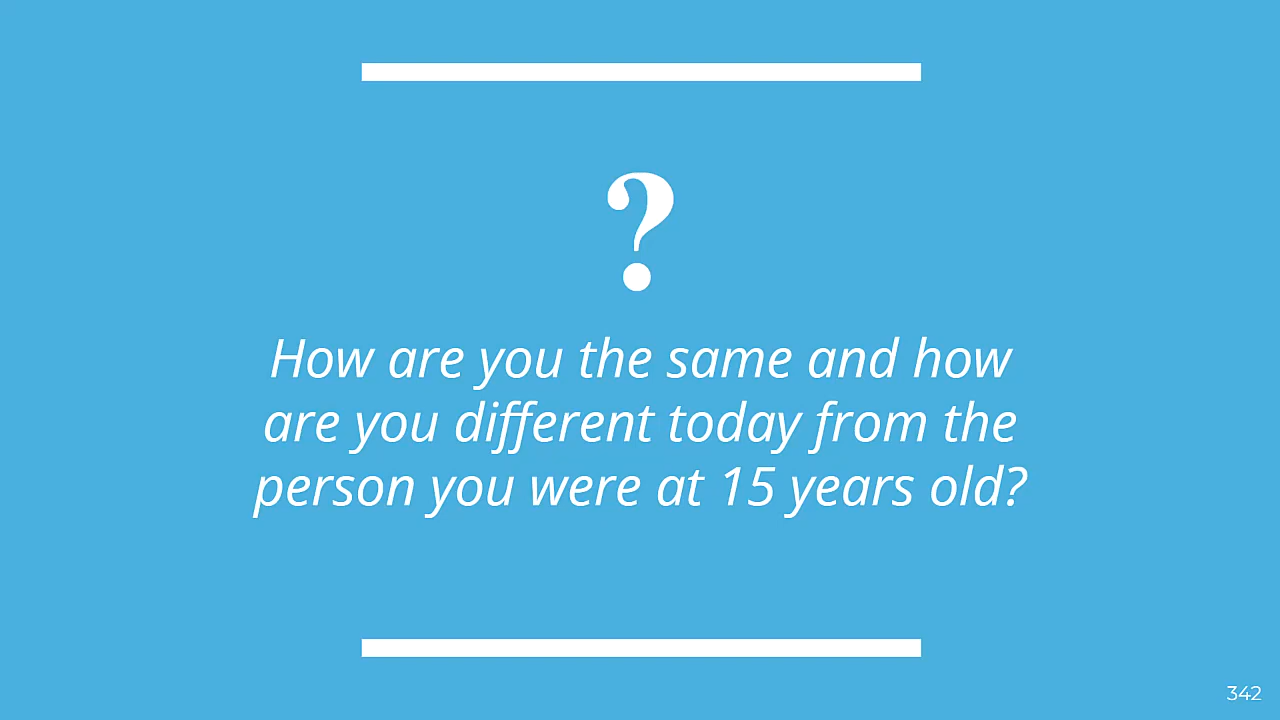 ?
How are you the same and how
are you different today from the
person you were at 15 years old?
342